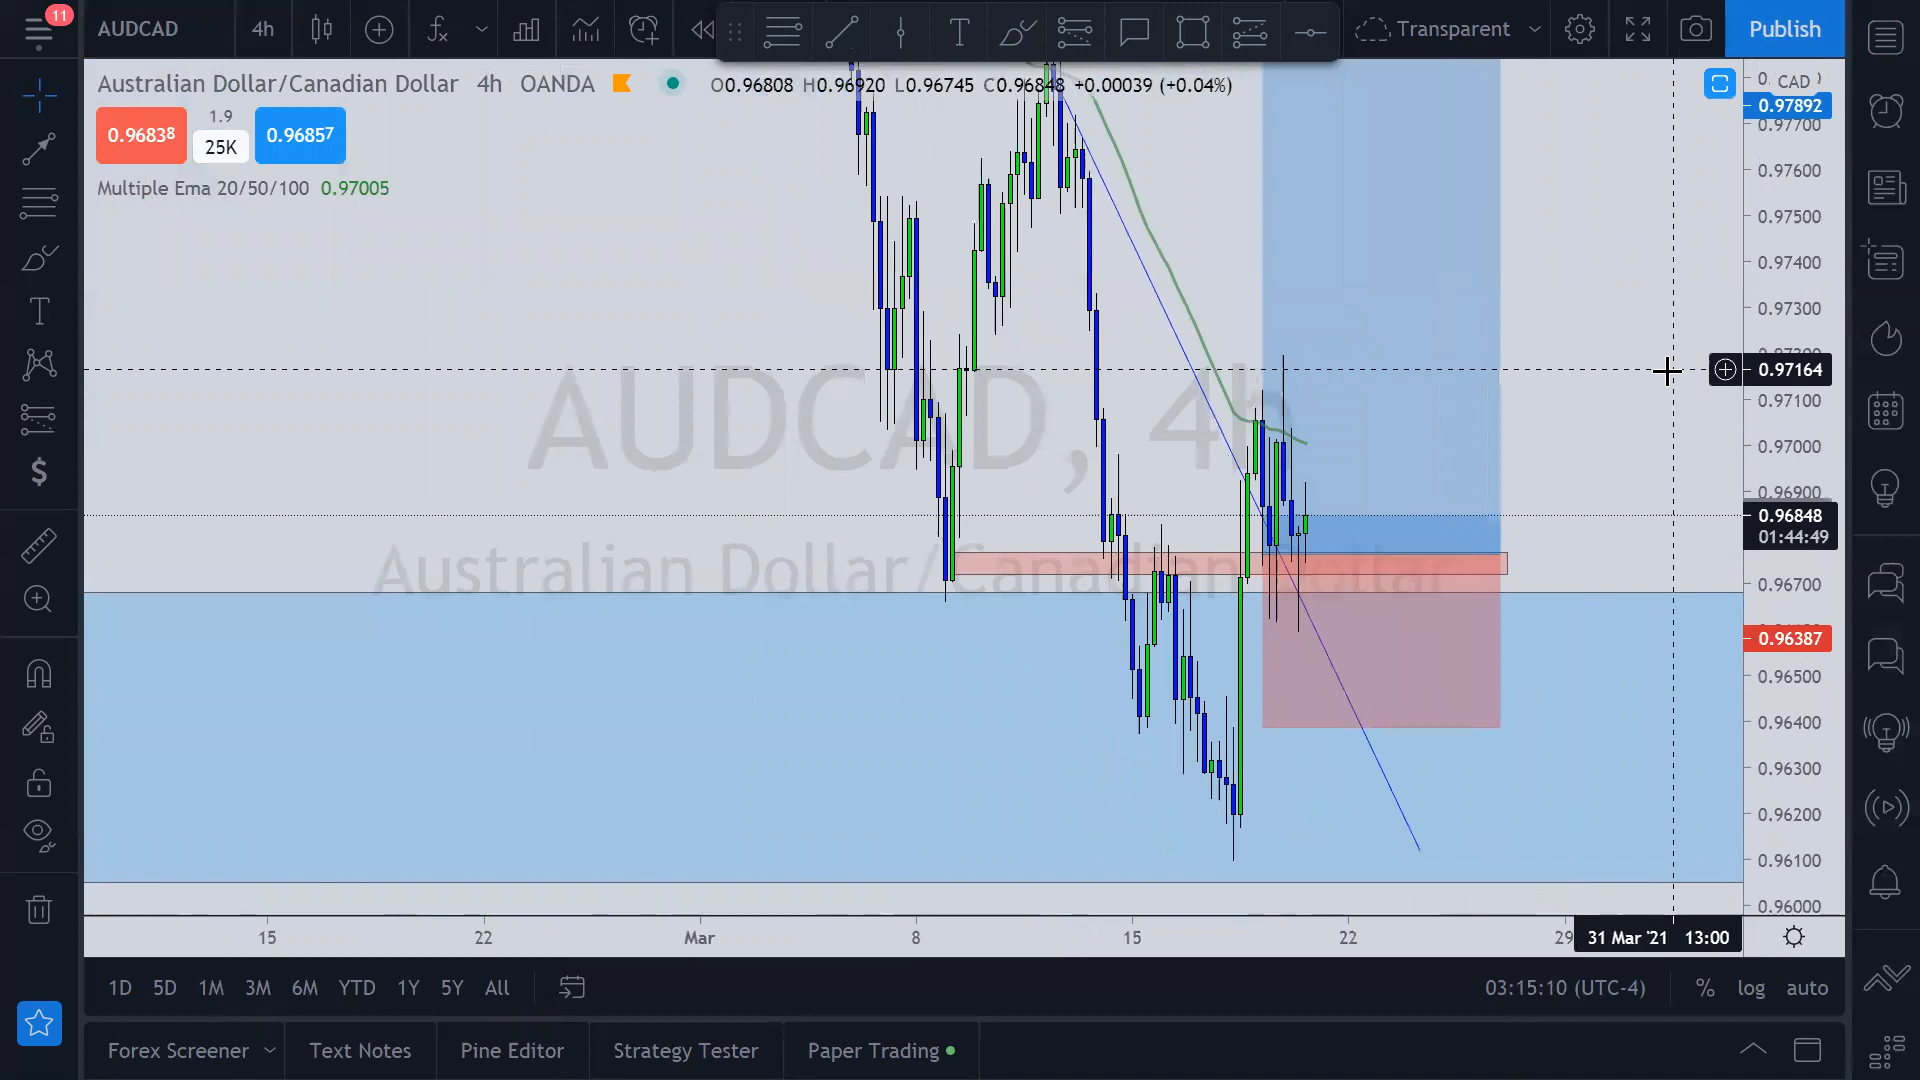 11
AUDCAD 4h Transparent Publish
Australian Dollar/Canadian Dollar 4h OANDA O0.96808 H0.96920 L0.96745 C0.96848 +0.00039 (+0.04%)
CAD
0.97892
0.96838 1.9 25K 0.96857
Multiple Ema 20/50/100 0.97005
0.97700
0.97600
0.97500
0.97400
0.97300
0.97164
0.97100
0.97000
0.96900
0.96848
01:44:49
0.96700
0.96387
0.96500
0.96400
0.96300
0.96200
0.96100
0.96000
AUDCAD, 4h
Australian Dollar/Canadian Dollar
15 22 Mar 8 15 22 29 31 Mar '21 13:00
1D 5D 1M 3M 6M YTD 1Y 5Y All 03:15:10 (UTC-4) % log auto
Forex Screener Text Notes Pine Editor Strategy Tester Paper Trading